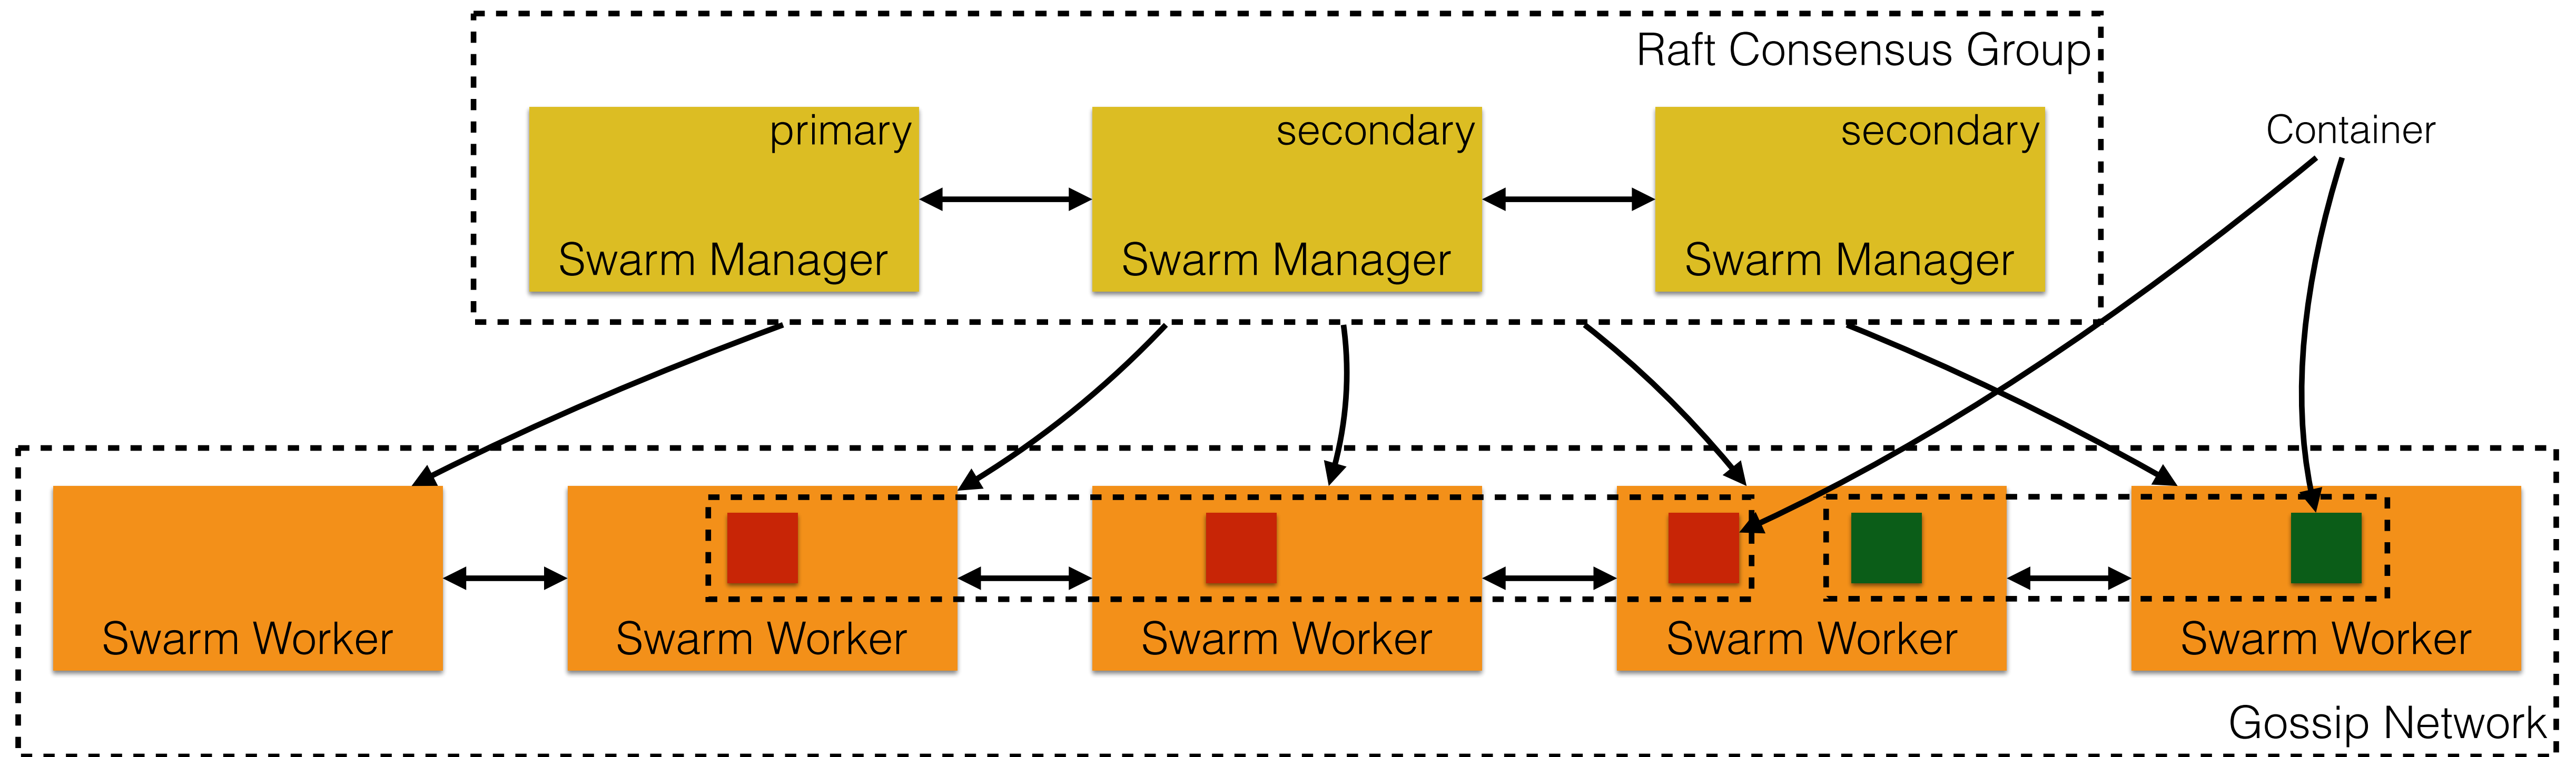 Raft Consensus Group
primary
secondary
secondary
Container
Swarm Manager
Swarm Manager
Swarm Manager
Swarm Worker
Swarm Worker
Swarm Worker
Swarm Worker
Swarm Worker
Gossip Network